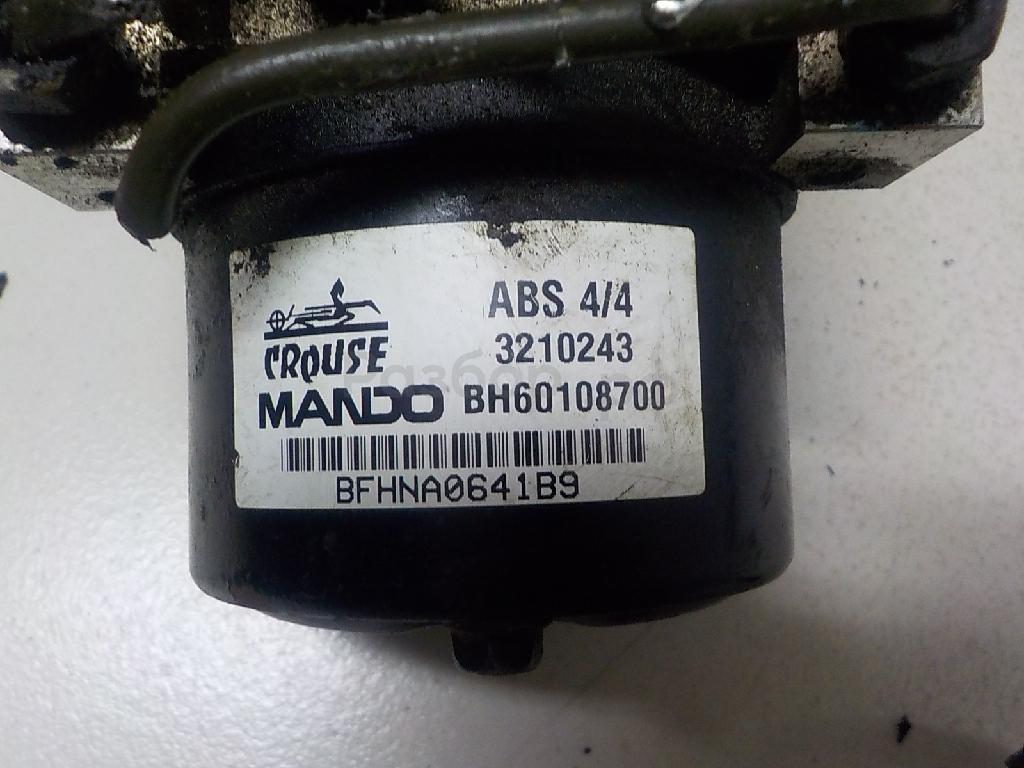 ABS 4/4
CROUSE
3210243
MANDO BH60108700
BFHNA0641B9